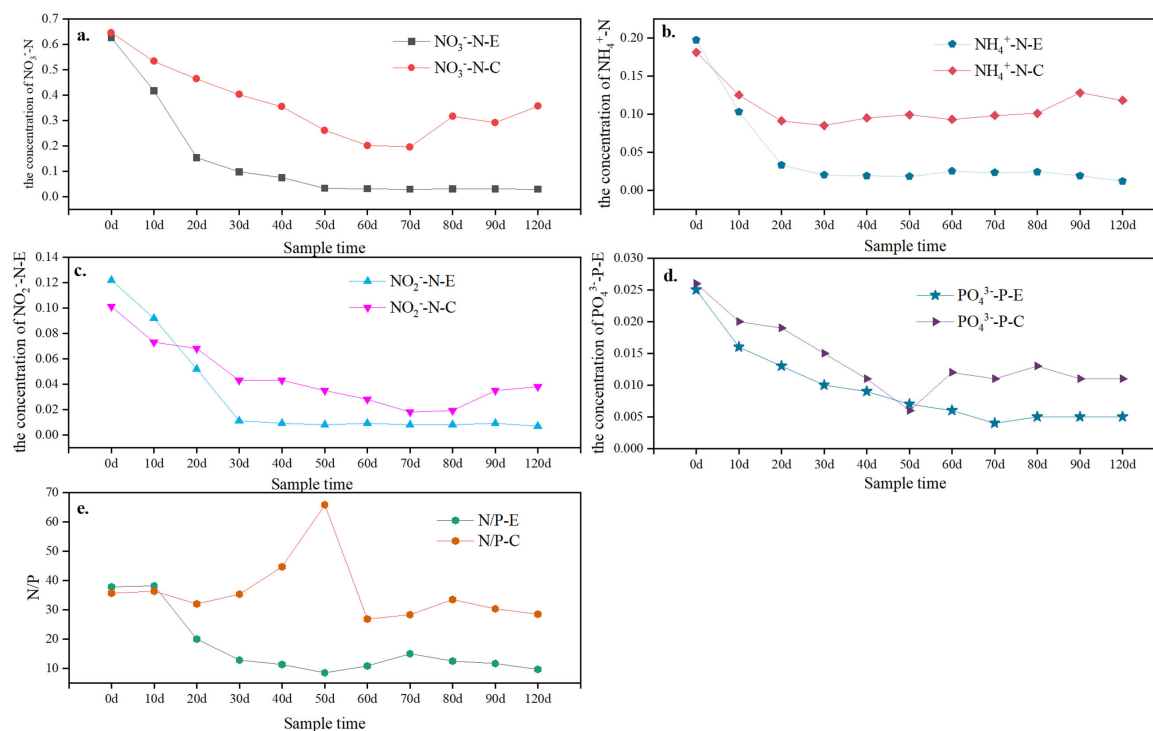 a.
NO₃⁻-N-E
NO₃⁻-N-C
the concentration of NO₃⁻-N
0.7
0.6
0.5
0.4
0.3
0.2
0.1
0.0
0d 10d 20d 30d 40d 50d 60d 70d 80d 90d 120d
Sample time
b.
NH₄⁺-N-E
NH₄⁺-N-C
the concentration of NH₄⁺-N
0.20
0.15
0.10
0.05
0.00
0d 10d 20d 30d 40d 50d 60d 70d 80d 90d 120d
Sample time
c.
NO₂⁻-N-E
NO₂⁻-N-C
the concentration of NO₂⁻-N-E
0.14
0.12
0.10
0.08
0.06
0.04
0.02
0.00
0d 10d 20d 30d 40d 50d 60d 70d 80d 90d 120d
Sample time
d.
PO₄³⁻-P-E
PO₄³⁻-P-C
the concentration of PO₄³⁻-P-E
0.030
0.025
0.020
0.015
0.010
0.005
0.000
0d 10d 20d 30d 40d 50d 60d 70d 80d 90d 120d
Sample time
e.
N/P-E
N/P-C
N/P
70
60
50
40
30
20
10
0d 10d 20d 30d 40d 50d 60d 70d 80d 90d 120d
Sample time